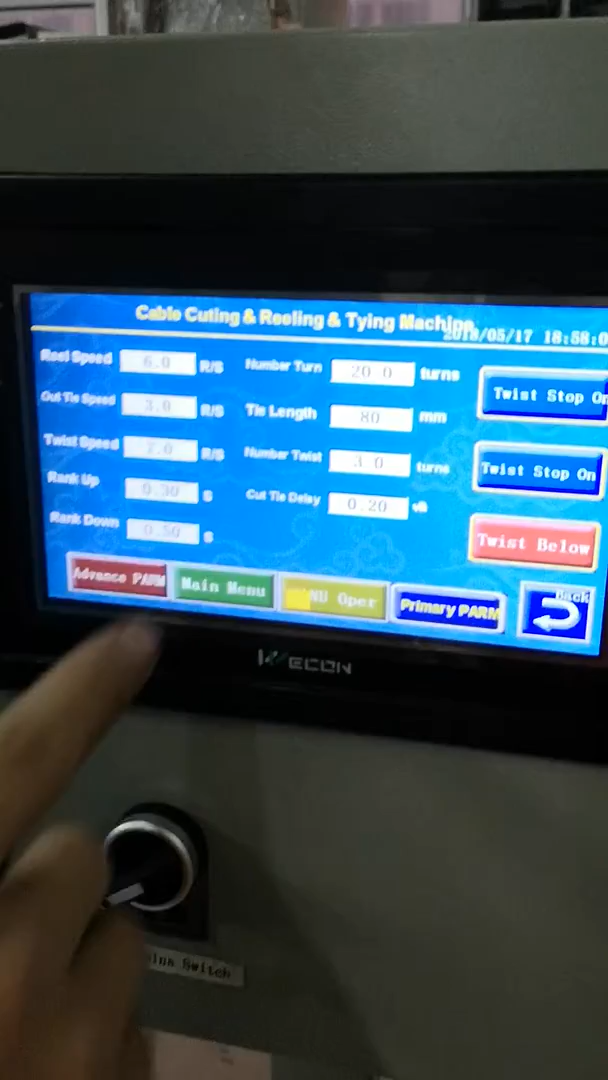 Cable Cuting & Reeling & Tying Machine
2018/05/17 18:58:0
Reel Speed 6.0 R/S Number Turn 20.0 turns
Twist Stop On
Cut Tie Speed 3.0 R/S Tie Length 80 mm
Twist Speed 7.0 R/S Number Twist 3.0 turns
Twist Stop On
Rank Up 0.30 S Cut Tie Delay 0.20
Rank Down 0.50 S
Twist Below
Advance PARM Main Menu NU Oper Primary PARM Back
WECON
Switch